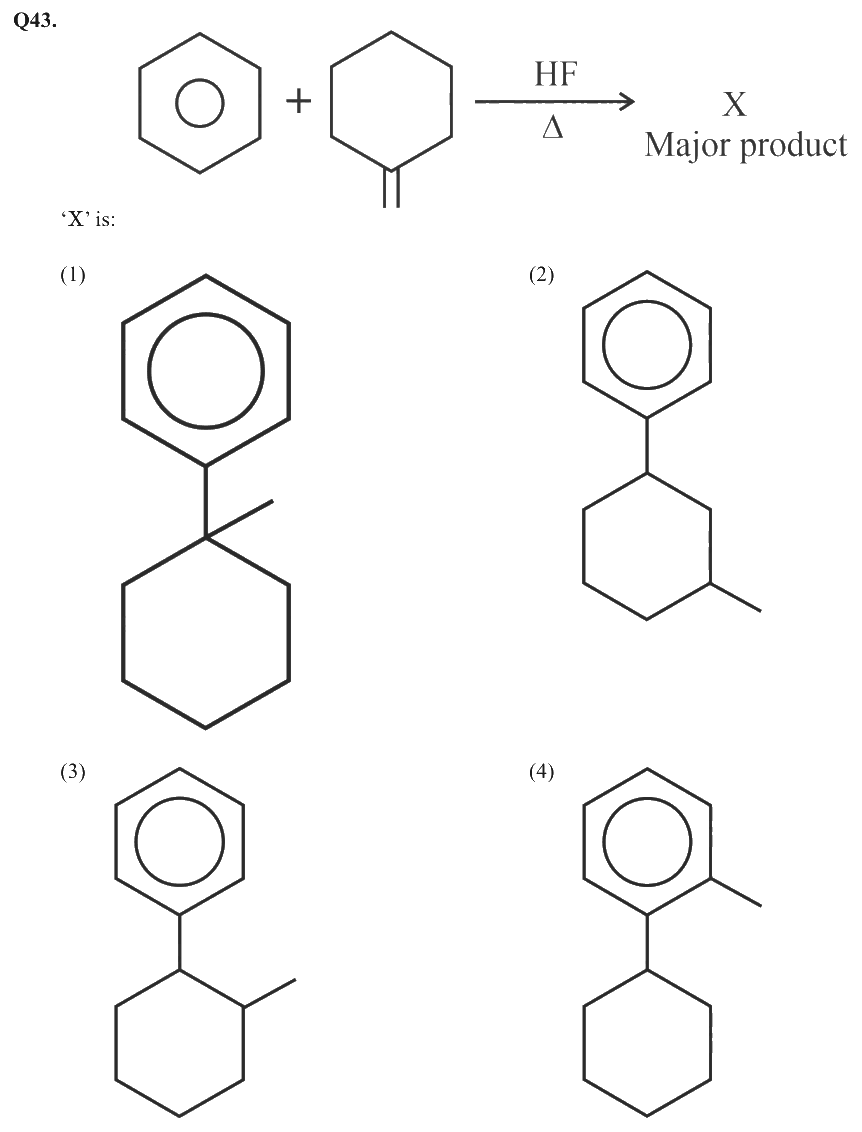 Q43.
+
HF
Δ
X
Major product
‘X’ is:
(1)
(2)
(3)
(4)